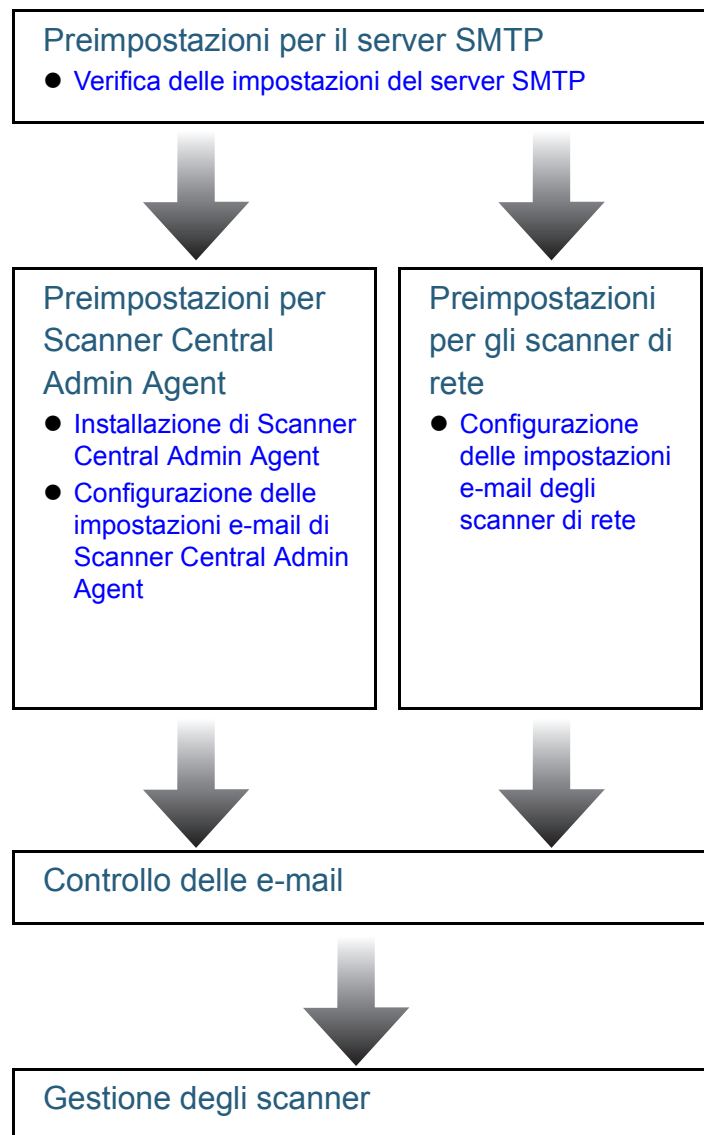 Preimpostazioni per il server SMTP
● Verifica delle impostazioni del server SMTP
Preimpostazioni per
Scanner Central
Admin Agent
● Installazione di Scanner
Central Admin Agent
● Configurazione delle
impostazioni e-mail di
Scanner Central Admin
Agent
Preimpostazioni
per gli scanner di
rete
● Configurazione
delle impostazioni
e-mail degli
scanner di rete
Controllo delle e-mail
Gestione degli scanner